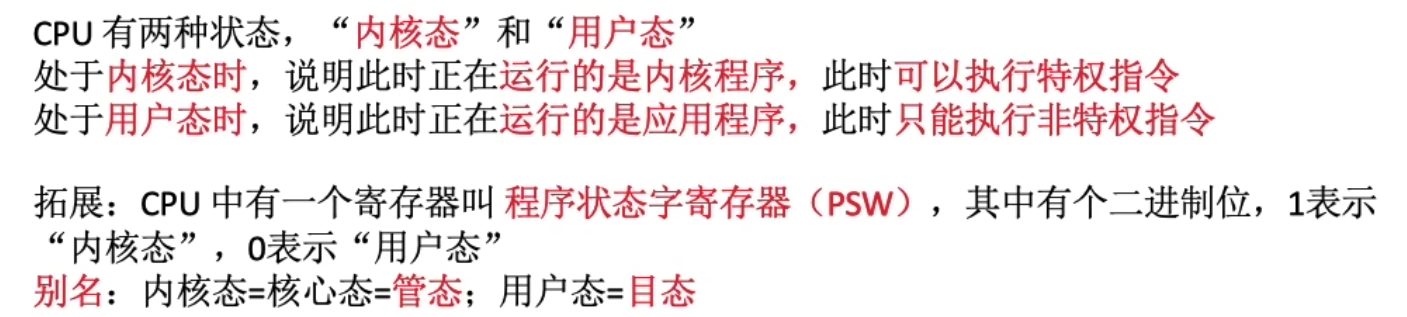 CPU 有两种状态，“内核态”和“用户态”
处于内核态时，说明此时正在运行的是内核程序，此时可以执行特权指令
处于用户态时，说明此时正在运行的是应用程序，此时只能执行非特权指令
拓展：CPU 中有一个寄存器叫 程序状态字寄存器（PSW），其中有个二进制位，1表示
“内核态”，0表示“用户态”
别名：内核态=核心态=管态；用户态=目态